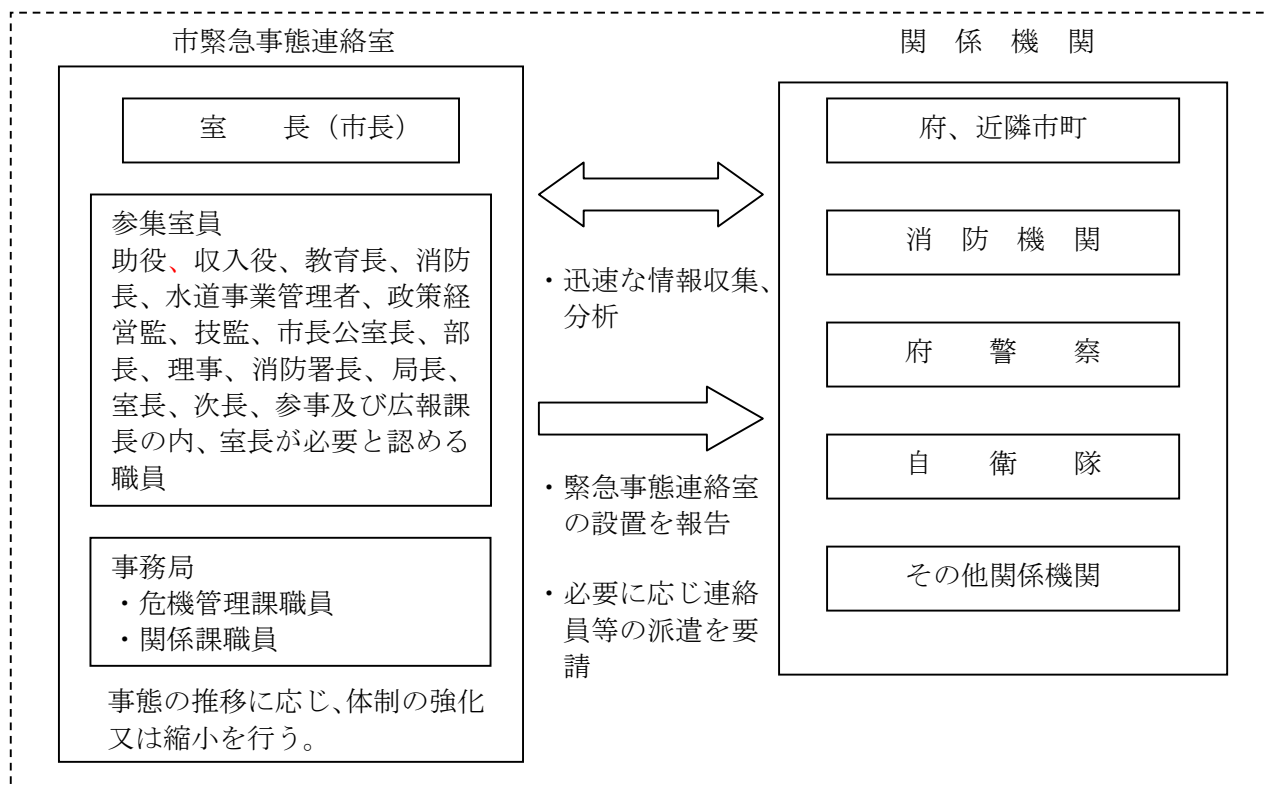 市緊急事態連絡室
室　　長（市長）
参集室員
助役、収入役、教育長、消防
長、水道事業管理者、政策経
営監、技監、市長公室長、部
長、理事、消防署長、局長、
室長、次長、参事及び広報課
長の内、室長が必要と認める
職員
事務局
・危機管理課職員
・関係課職員
事態の推移に応じ、体制の強化
又は縮小を行う。
・迅速な情報収集、
分析
・緊急事態連絡室
の設置を報告
・必要に応じ連絡
員等の派遣を要
請
関　係　機　関
府、近隣市町
消　防　機　関
府　　警　　察
自　　衛　　隊
その他関係機関